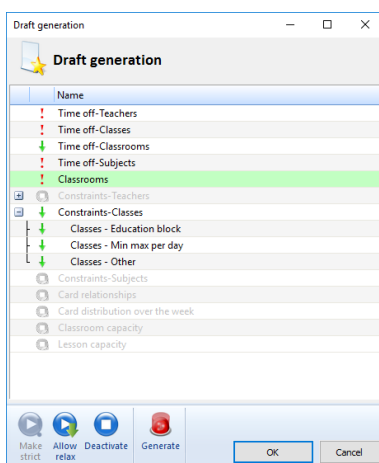 Draft generation
Draft generation
Name
Time off-Teachers
Time off-Classes
Time off-Classrooms
Time off-Subjects
Classrooms
Constraints-Teachers
Constraints-Classes
Classes - Education block
Classes - Min max per day
Classes - Other
Constraints-Subjects
Card relationships
Card distribution over the week
Classroom capacity
Lesson capacity
Make strict
Allow relax
Deactivate
Generate
OK
Cancel